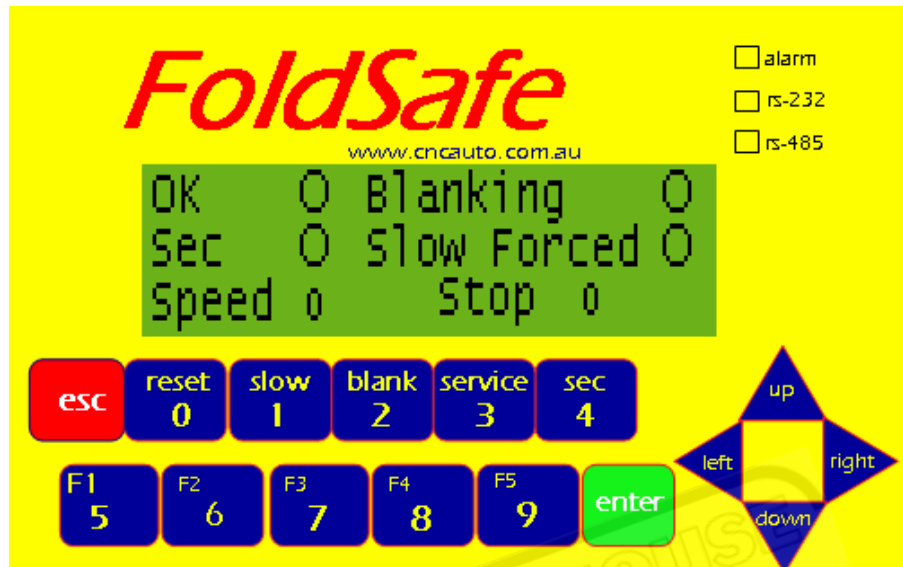 FoldSafe
www.cncauto.com.au
alarm
rs-232
rs-485
OK O Blanking O
Sec O Slow Forced O
Speed 0 Stop 0
esc
reset 0
slow 1
blank 2
service 3
sec 4
F1 5
F2 6
F3 7
F4 8
F5 9
enter
up
left
right
down